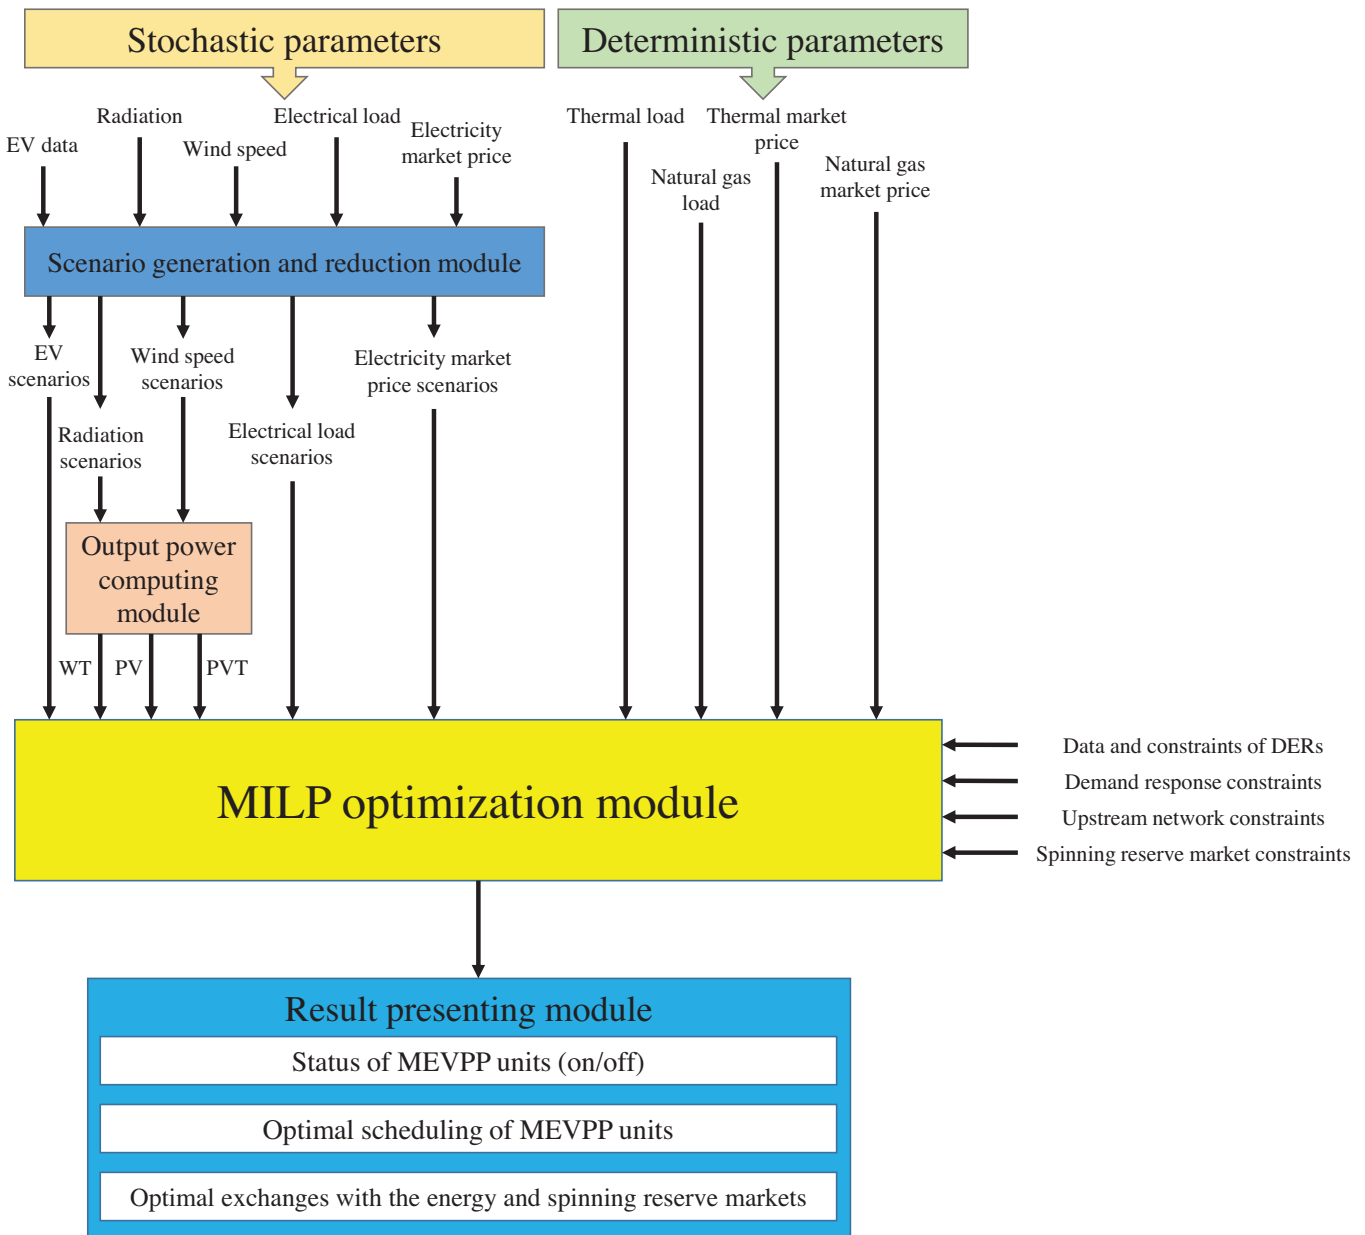 Stochastic parameters
Deterministic parameters
EV data
Radiation
Wind speed
Electrical load
Electricity
market price
Thermal load
Natural gas
load
Thermal market
price
Natural gas
market price
Scenario generation and reduction module
EV
scenarios
Radiation
scenarios
Wind speed
scenarios
Electrical load
scenarios
Electricity market
price scenarios
Output power
computing
module
WT
PV
PVT
MILP optimization module
Data and constraints of DERs
Demand response constraints
Upstream network constraints
Spinning reserve market constraints
Result presenting module
Status of MEVPP units (on/off)
Optimal scheduling of MEVPP units
Optimal exchanges with the energy and spinning reserve markets